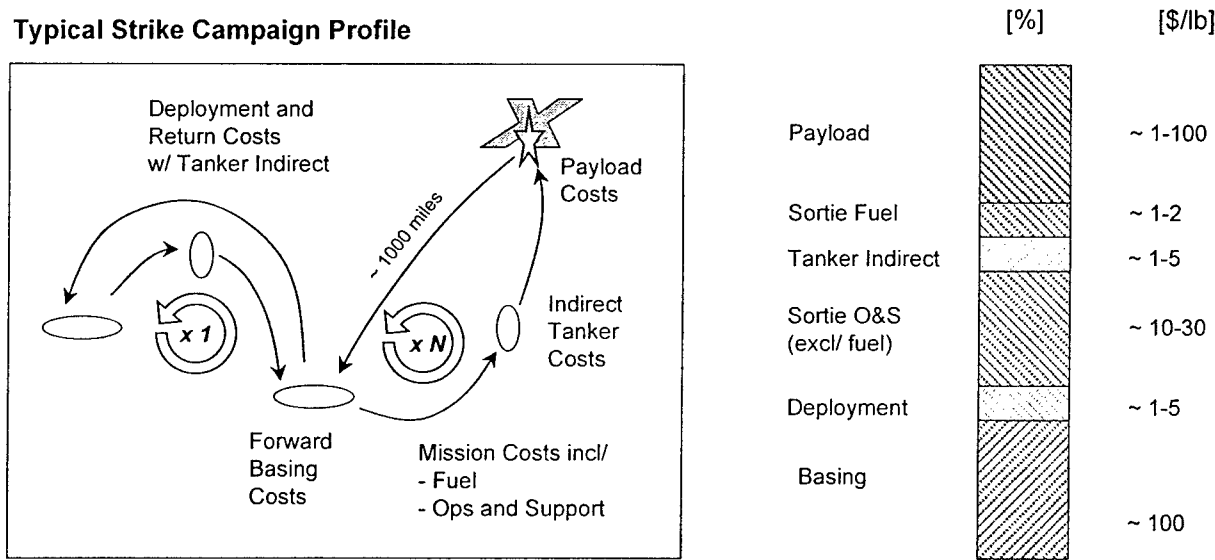 Typical Strike Campaign Profile
Deployment and
Return Costs
w/ Tanker Indirect
Payload
Costs
~ 1000 miles
x 1
x N
Indirect
Tanker
Costs
Forward
Basing
Costs
Mission Costs incl/
- Fuel
- Ops and Support
[%] [$/lb]
Payload ~ 1-100
Sortie Fuel ~ 1-2
Tanker Indirect ~ 1-5
Sortie O&S
(excl/ fuel) ~ 10-30
Deployment ~ 1-5
Basing
~ 100